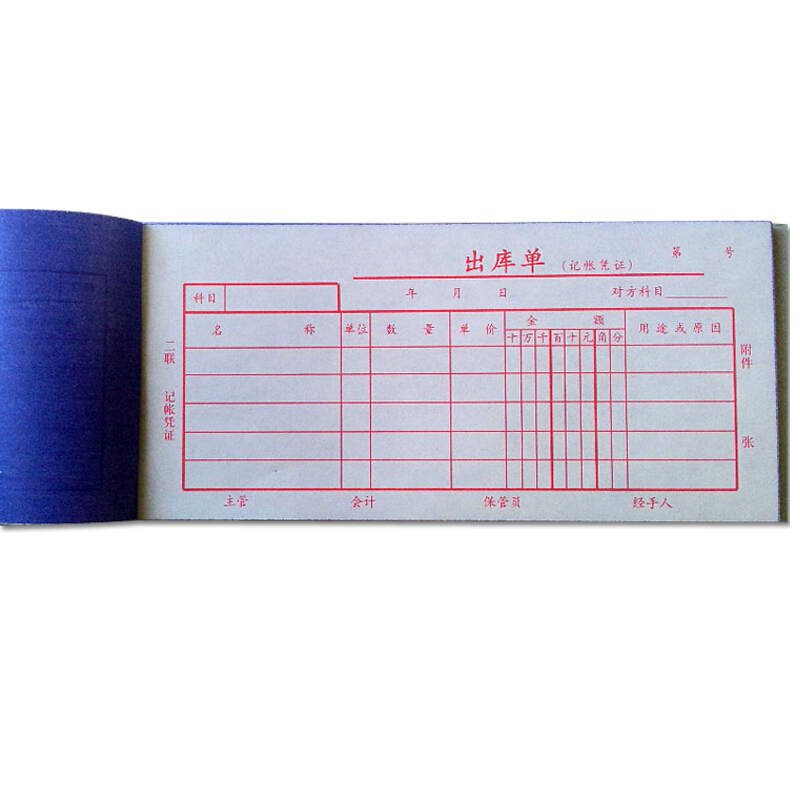 第 号
出库单（记帐凭证）
科目 年 月 日 对方科目
名 称 单位 数 量 单 价 金 额 用途或原因
十 万 千 百 十 元 角 分
二联 记帐凭证
附件 张
主管 会计 保管员 经手人